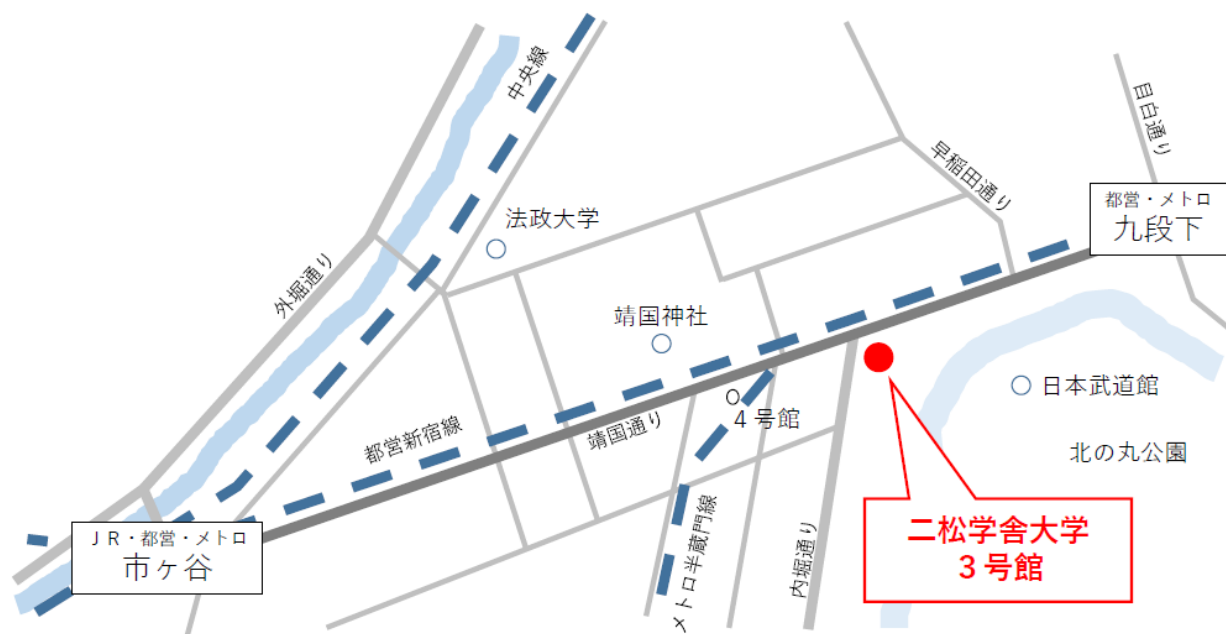 中央線
目白通り
早稲田通り
都営・メトロ
九段下
法政大学
外堀通り
靖国神社
日本武道館
4号館
靖国通り
都営新宿線
北の丸公園
二松学舎大学
3号館
JR・都営・メトロ
市ヶ谷
メトロ半蔵門線
内堀通り